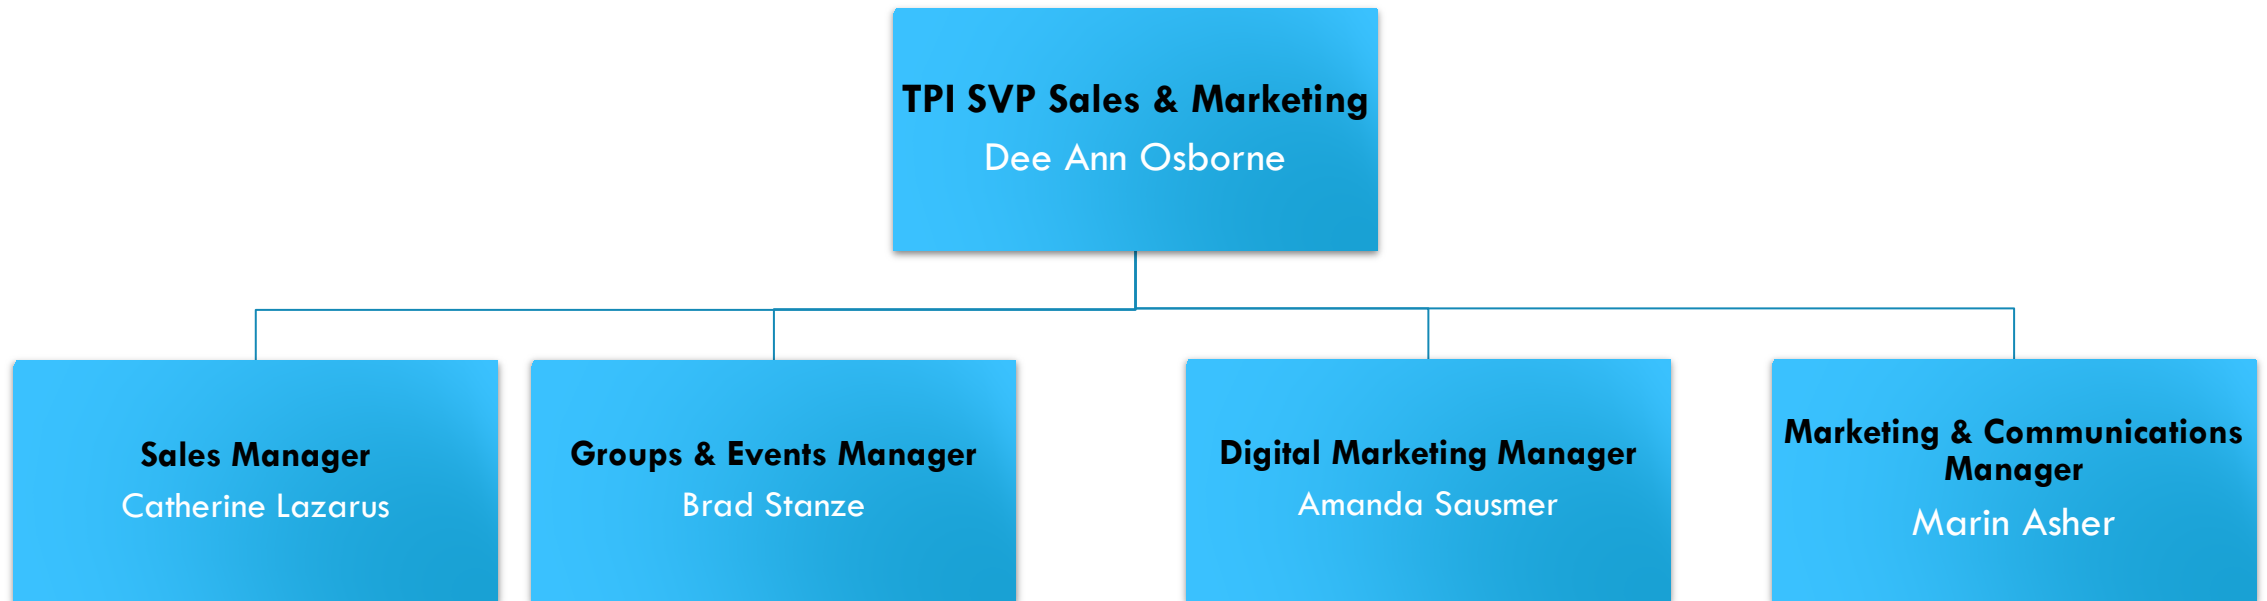 TPI SVP Sales & Marketing
Dee Ann Osborne
Sales Manager
Catherine Lazarus
Groups & Events Manager
Brad Stanze
Digital Marketing Manager
Amanda Sausmer
Marketing & Communications
Manager
Marin Asher